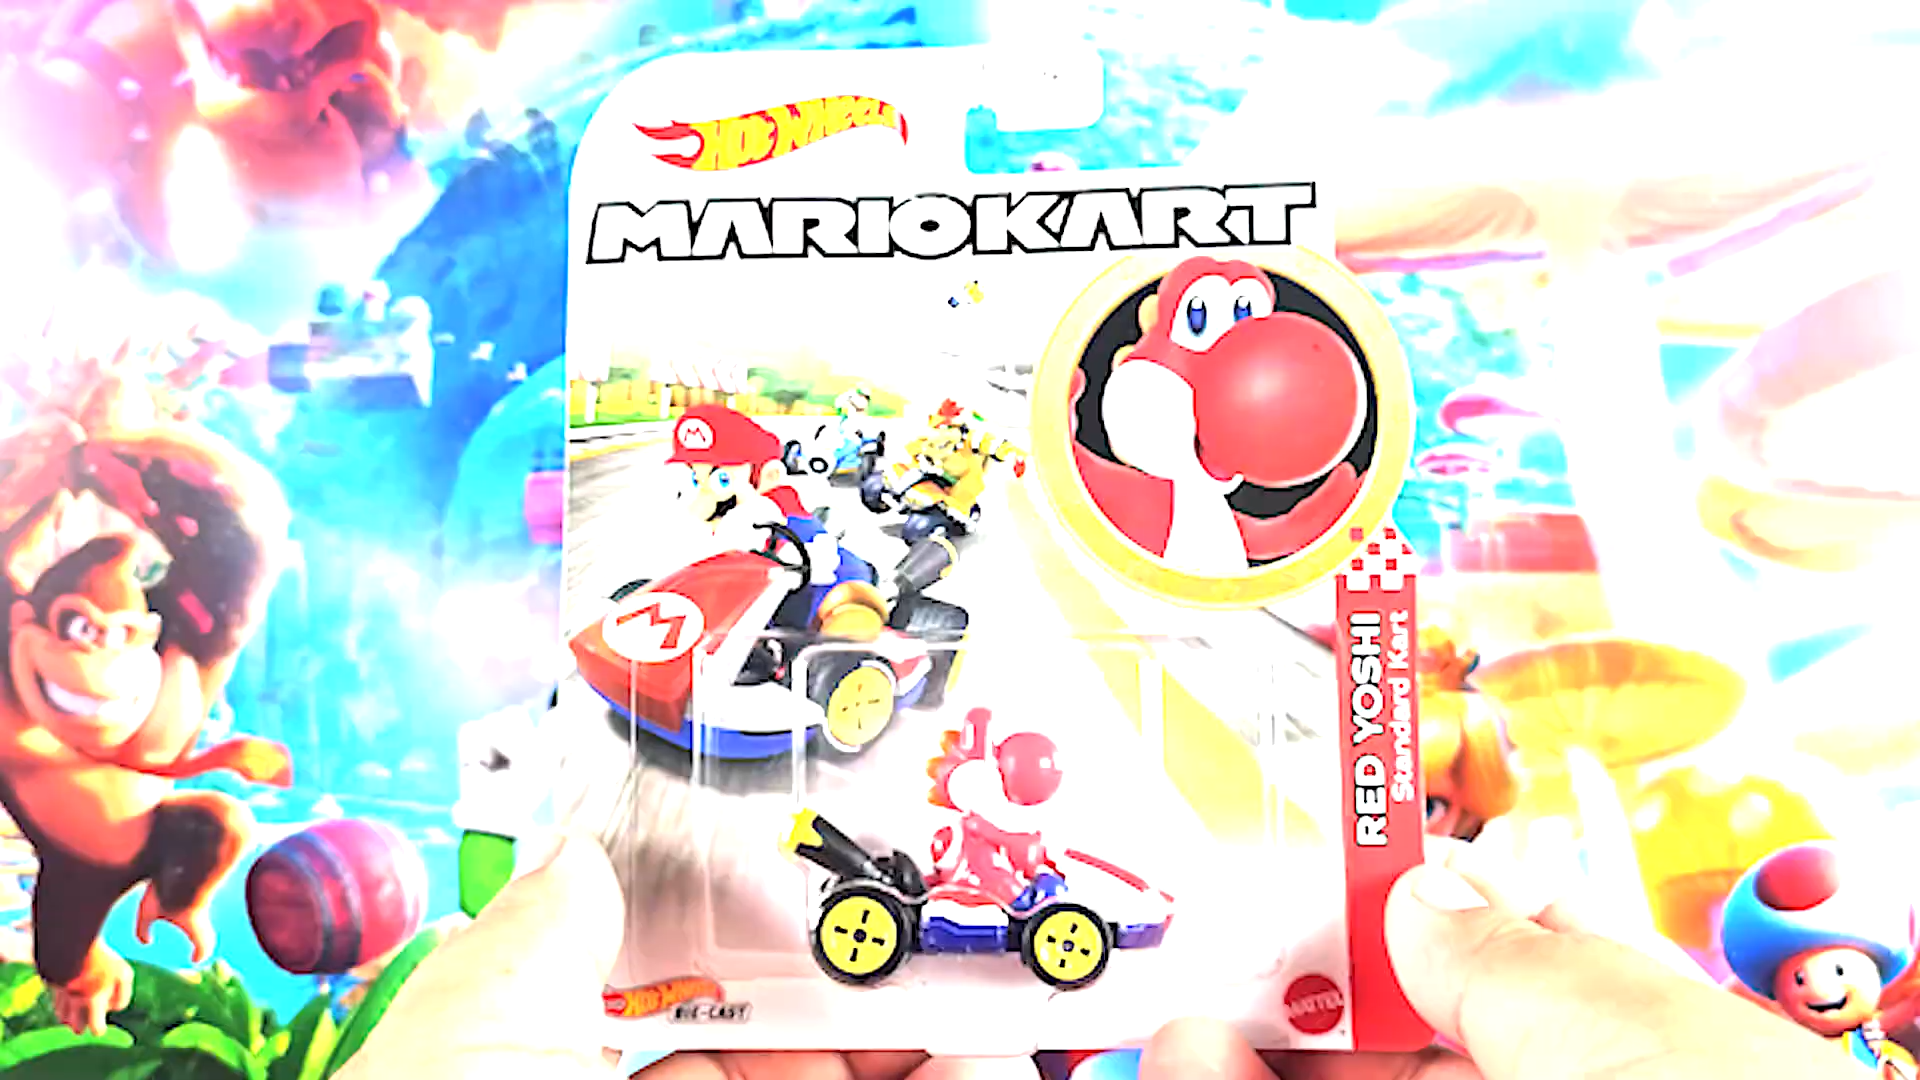 HOT WHEELS
MARIOKART
M
M
RED YOSHI
Standard Kart
HOT WHEELS
DIE-CAST
MATTEL